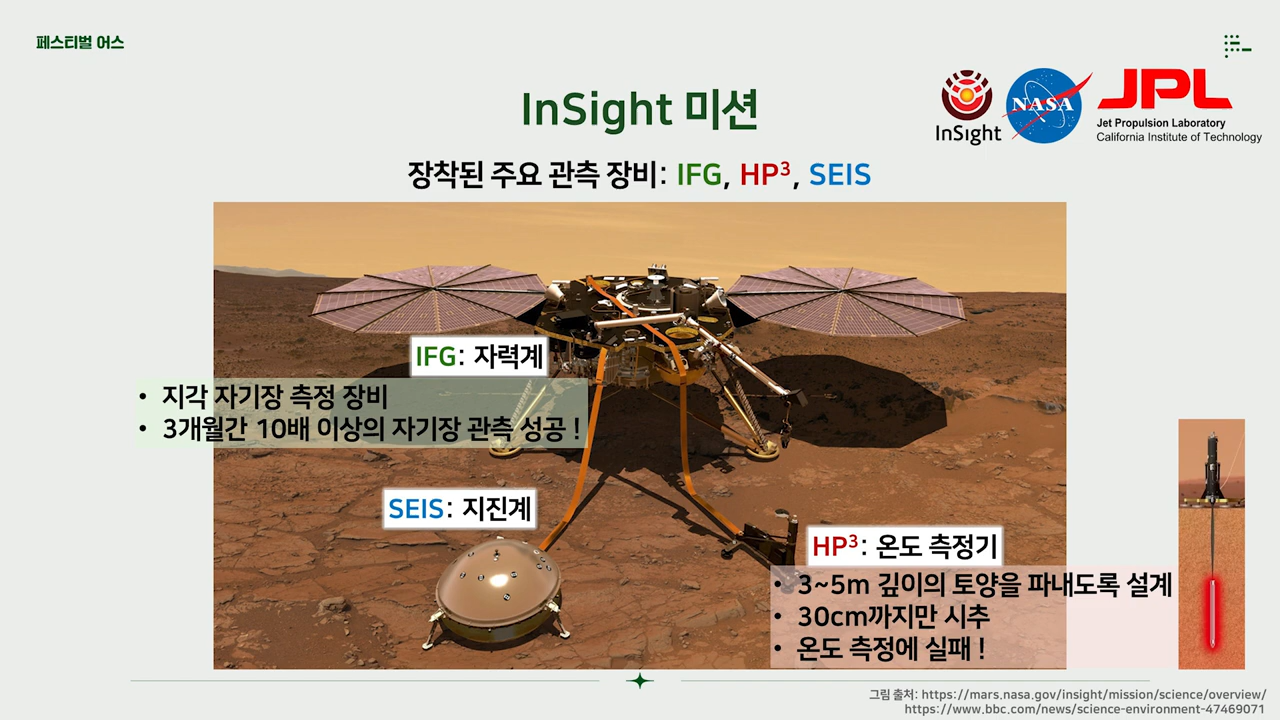 페스티벌 어스
InSight 미션
InSight
NASA
JPL
Jet Propulsion Laboratory
California Institute of Technology
장착된 주요 관측 장비: IFG, HP³, SEIS
IFG: 자력계
• 지각 자기장 측정 장비
• 3개월간 10배 이상의 자기장 관측 성공 !
SEIS: 지진계
HP³: 온도 측정기
• 3~5m 깊이의 토양을 파내도록 설계
• 30cm까지만 시추
• 온도 측정에 실패 !
그림 출처: https://mars.nasa.gov/insight/mission/science/overview/
https://www.bbc.com/news/science-environment-47469071